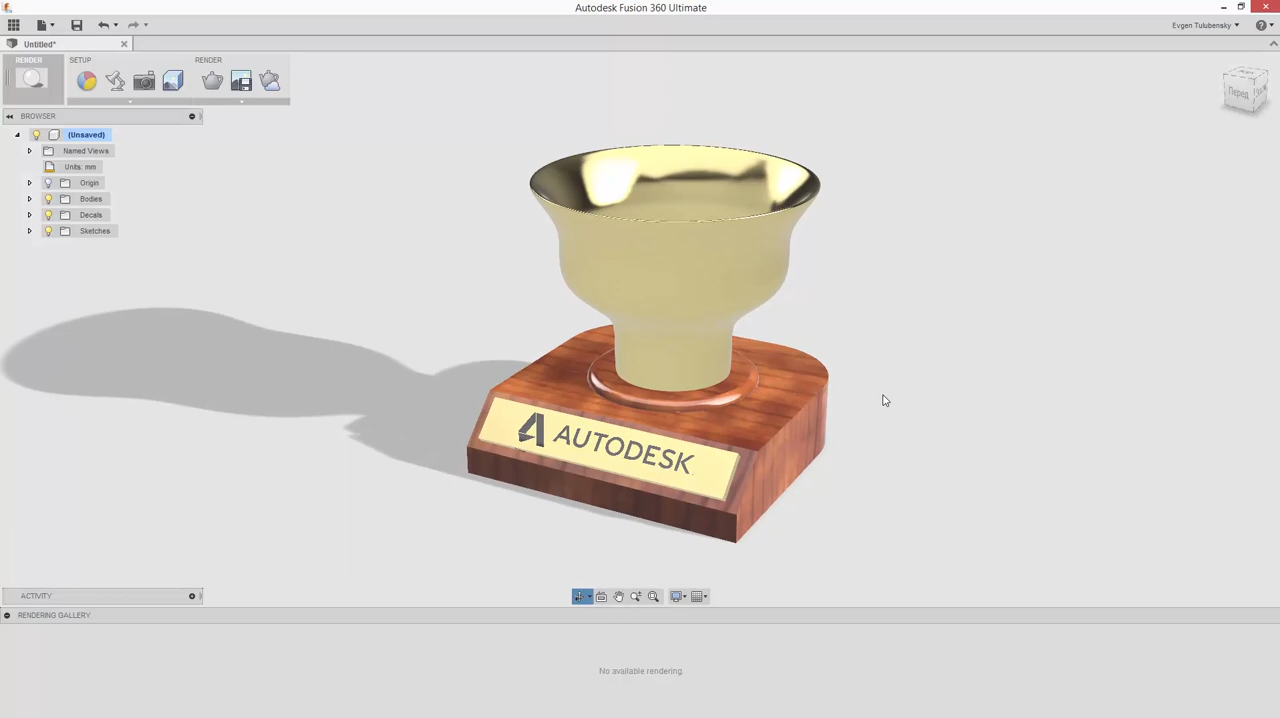 Autodesk Fusion 360 Ultimate
Evgen Tulubensky
Untitled*
RENDER
SETUP
RENDER
BROWSER
(Unsaved)
Named Views
Units: mm
Origin
Bodies
Decals
Sketches
Перед
AUTODESK
ACTIVITY
RENDERING GALLERY
No available rendering.